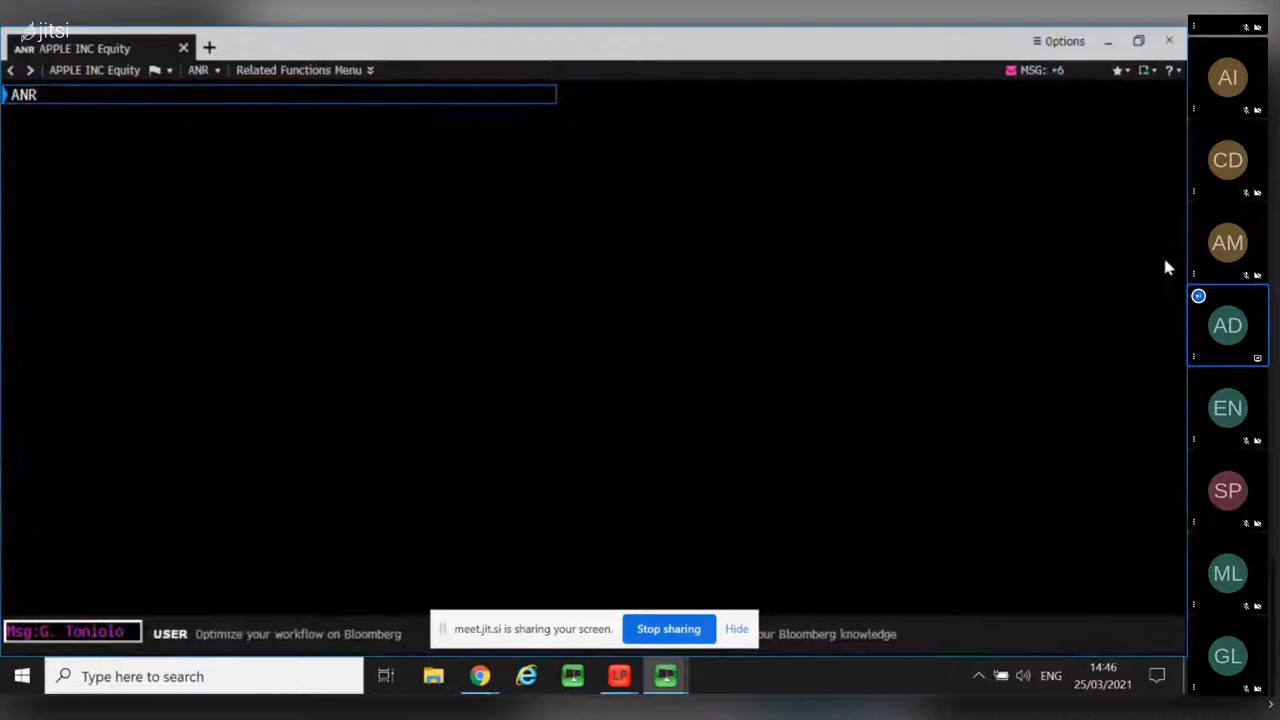 jitsi
ANR APPLE INC Equity
Options
APPLE INC Equity
ANR
Related Functions Menu
MSG: +6
?
ANR
AI
CD
AM
AD
EN
SP
ML
GL
Msg:G. Toniolo
USER Optimize your workflow on Bloomberg
meet.jit.si is sharing your screen.
Stop sharing
Hide
our Bloomberg knowledge
Type here to search
LP
ENG
14:46
25/03/2021